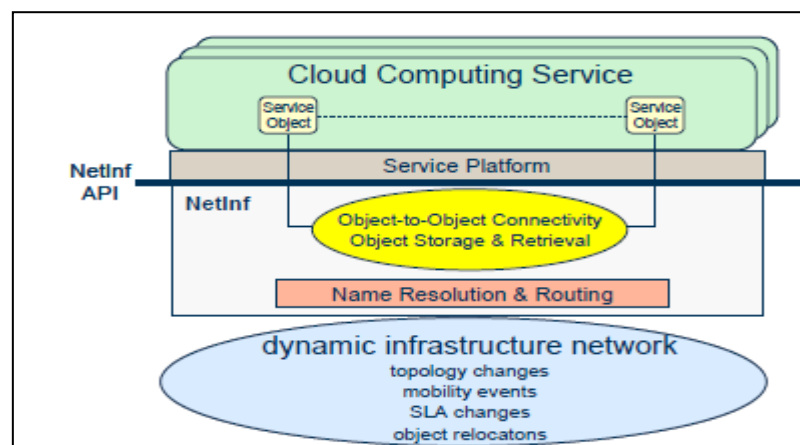 Cloud Computing Service
Service
Object
Service
Object
Service Platform
NetInf
API
NetInf
Object-to-Object Connectivity
Object Storage & Retrieval
Name Resolution & Routing
dynamic infrastructure network
topology changes
mobility events
SLA changes
object relocatons